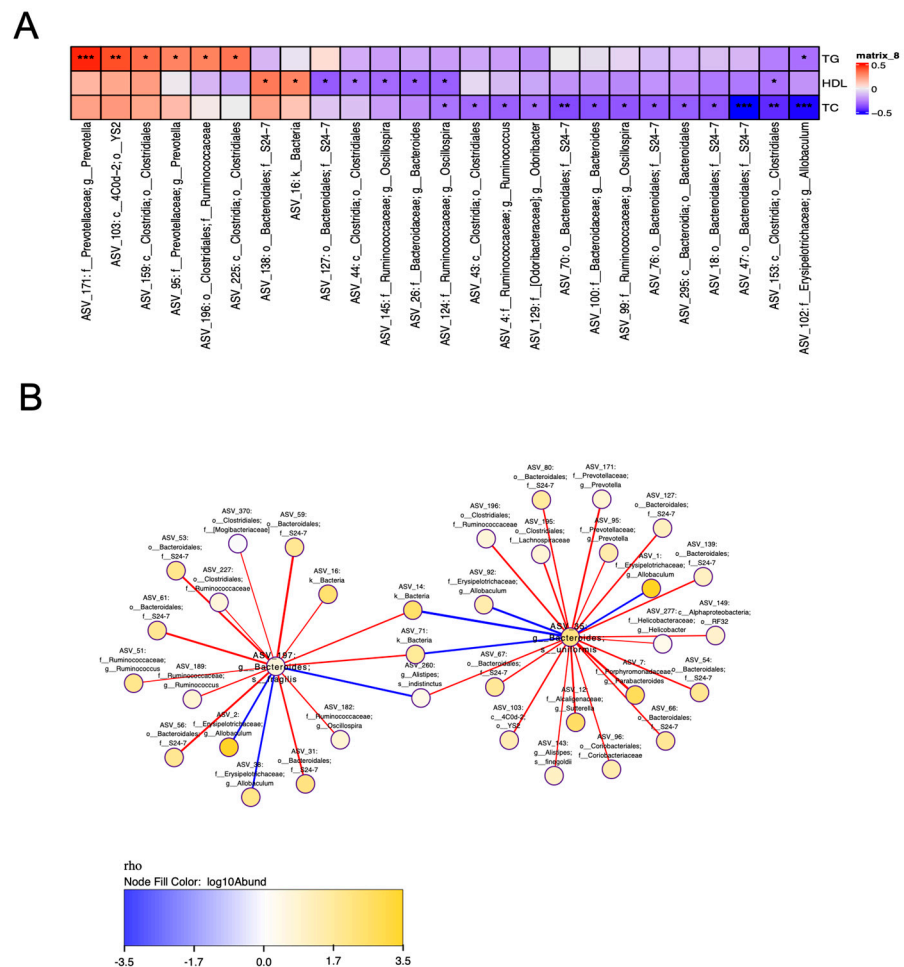 A
matrix_8
0.5
0
−0.5
*** ** * * * * *
TG
* * * * * * * *
HDL
* * * * ** * * * * * *** ** ***
TC
ASV_171: f__Prevotellaceae; g__Prevotella
ASV_103: c__4C0d−2; o__YS2
ASV_159: c__Clostridia; o__Clostridiales
ASV_95: f__Prevotellaceae; g__Prevotella
ASV_196: o__Clostridiales; f__Ruminococcaceae
ASV_225: c__Clostridia; o__Clostridiales
ASV_138: o__Bacteroidales; f__S24−7
ASV_16: k__Bacteria
ASV_127: o__Bacteroidales; f__S24−7
ASV_44: c__Clostridia; o__Clostridiales
ASV_145: f__Ruminococcaceae; g__Oscillospira
ASV_26: f__Bacteroidaceae; g__Bacteroides
ASV_124: f__Ruminococcaceae; g__Oscillospira
ASV_43: c__Clostridia; o__Clostridiales
ASV_4: f__Ruminococcaceae; g__Ruminococcus
ASV_129: f__[Odoribacteraceae]; g__Odoribacter
ASV_70: o__Bacteroidales; f__S24−7
ASV_100: f__Bacteroidaceae; g__Bacteroides
ASV_99: f__Ruminococcaceae; g__Oscillospira
ASV_76: o__Bacteroidales; f__S24−7
ASV_295: c__Bacteroidia; o__Bacteroidales
ASV_18: o__Bacteroidales; f__S24−7
ASV_47: o__Bacteroidales; f__S24−7
ASV_153: c__Clostridia; o__Clostridiales
ASV_102: f__Erysipelotrichaceae; g__Allobaculum
B
ASV_370:
o__Clostridiales;
f__[Mogibacteriaceae]
ASV_59:
o__Bacteroidales;
f__S24-7
ASV_53:
o__Bacteroidales;
f__S24-7
ASV_227:
o__Clostridiales;
f__Ruminococcaceae
ASV_16:
k__Bacteria
ASV_61:
o__Bacteroidales;
f__S24-7
ASV_51:
f__Ruminococcaceae;
g__Ruminococcus
ASV_189:
f__Ruminococcaceae;
g__Ruminococcus
ASV_197:
g__Bacteroides;
s__fragilis
ASV_56:
o__Bacteroidales;
f__S24-7
ASV_2:
f__Erysipelotrichaceae;
g__Allobaculum
ASV_38:
f__Erysipelotrichaceae;
g__Allobaculum
ASV_31:
o__Bacteroidales;
f__S24-7
ASV_182:
f__Ruminococcaceae;
g__Oscillospira
ASV_14:
k__Bacteria
ASV_71:
k__Bacteria
ASV_260:
g__Alistipes;
s__indistinctus
ASV_80:
o__Bacteroidales;
f__S24-7
ASV_171:
f__Prevotellaceae;
g__Prevotella
ASV_196:
o__Clostridiales;
f__Ruminococcaceae
ASV_195:
o__Clostridiales;
f__Lachnospiraceae
ASV_95:
f__Prevotellaceae;
g__Prevotella
ASV_127:
o__Bacteroidales;
f__S24-7
ASV_92:
f__Erysipelotrichaceae;
g__Allobaculum
ASV_1:
f__Erysipelotrichaceae;
g__Allobaculum
ASV_139:
o__Bacteroidales;
f__S24-7
ASV_35:
g__Bacteroides;
s__uniformis
ASV_277:
f__Helicobacteraceae;
g__Helicobacter
ASV_149:
c__Alphaproteobacteria;
o__RF32
ASV_67:
o__Bacteroidales;
f__S24-7
ASV_7:
f__Porphyromonadaceae;
g__Parabacteroides
ASV_54:
o__Bacteroidales;
f__S24-7
ASV_12:
f__Alcaligenaceae;
g__Sutterella
ASV_103:
c__4C0d-2;
o__YS2
ASV_66:
o__Bacteroidales;
f__S24-7
ASV_143:
g__Alistipes;
s__finegoldii
ASV_96:
o__Coriobacteriales;
f__Coriobacteriaceae
rho
Node Fill Color: log10Abund
-3.5 -1.7 0.0 1.7 3.5